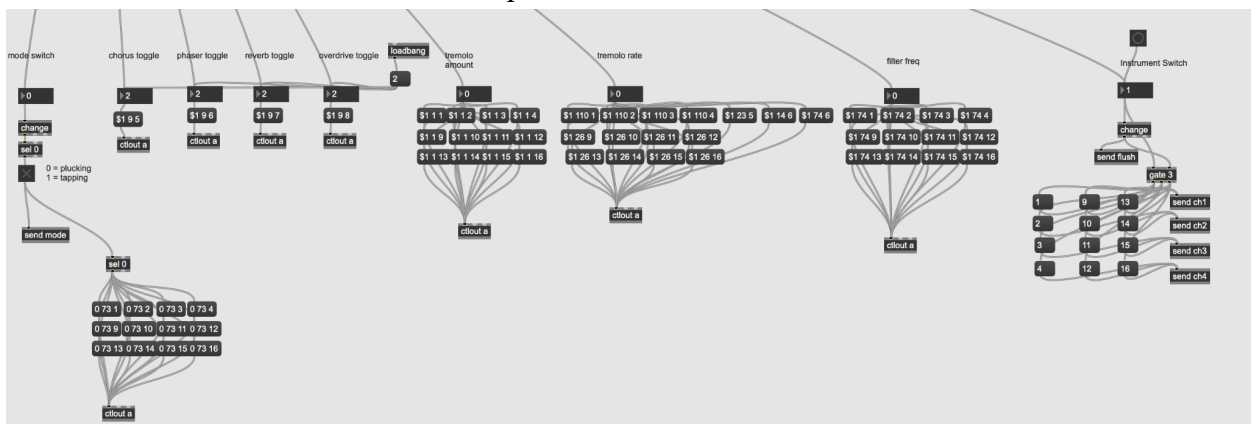 mode switch
chorus toggle
phaser toggle
reverb toggle
overdrive toggle
loadbang
2
tremolo
amount
tremolo rate
filter freq
Instrument Switch
0
2
2
2
2
0
0
0
1
$1 9 5
$1 9 6
$1 9 7
$1 9 8
ctlout a
ctlout a
ctlout a
ctlout a
change
sel 0
0 = plucking
1 = tapping
send mode
sel 0
0 73 1 0 73 2 0 73 3 0 73 4
0 73 9 0 73 10 0 73 11 0 73 12
0 73 13 0 73 14 0 73 15 0 73 16
ctlout a
$1 1 1 $1 1 2 $1 1 3 $1 1 4
$1 1 9 $1 1 10 $1 1 11 $1 1 12
$1 1 13 $1 1 14 $1 1 15 $1 1 16
ctlout a
$1 110 1 $1 110 2 $1 110 3 $1 110 4 $1 23 5 $1 14 6 $1 74 6
$1 26 9 $1 26 10 $1 26 11 $1 26 12
$1 26 13 $1 26 14 $1 26 15 $1 26 16
ctlout a
$1 74 1 $1 74 2 $1 74 3 $1 74 4
$1 74 9 $1 74 10 $1 74 11 $1 74 12
$1 74 13 $1 74 14 $1 74 15 $1 74 16
ctlout a
change
send flush
gate 3
1 9 13 send ch1
2 10 14 send ch2
3 11 15 send ch3
4 12 16 send ch4